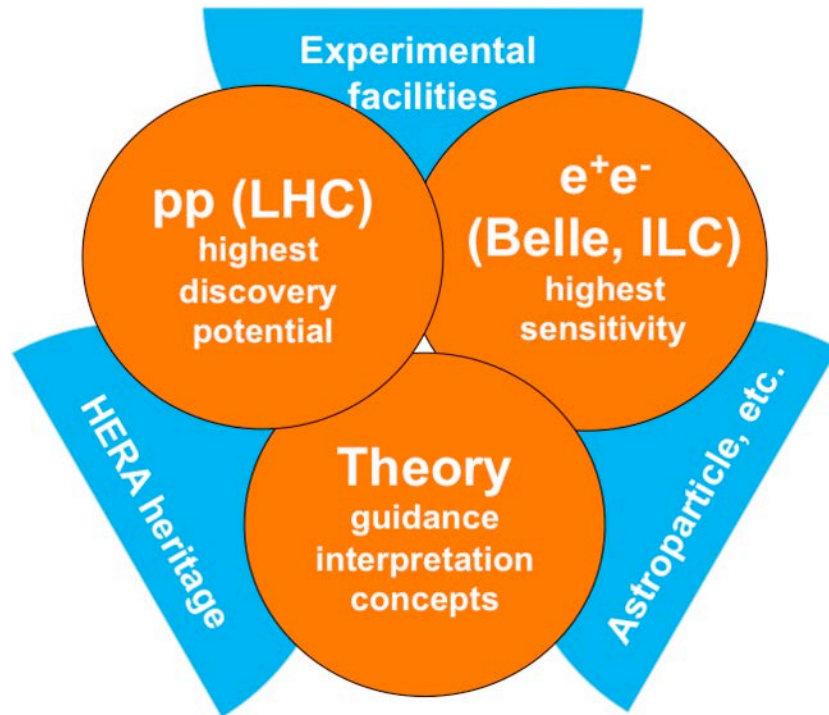 Experimental
facilities
pp (LHC)
highest
discovery
potential
e⁺e⁻
(Belle, ILC)
highest
sensitivity
HERA heritage
Astroparticle, etc.
Theory
guidance
interpretation
concepts